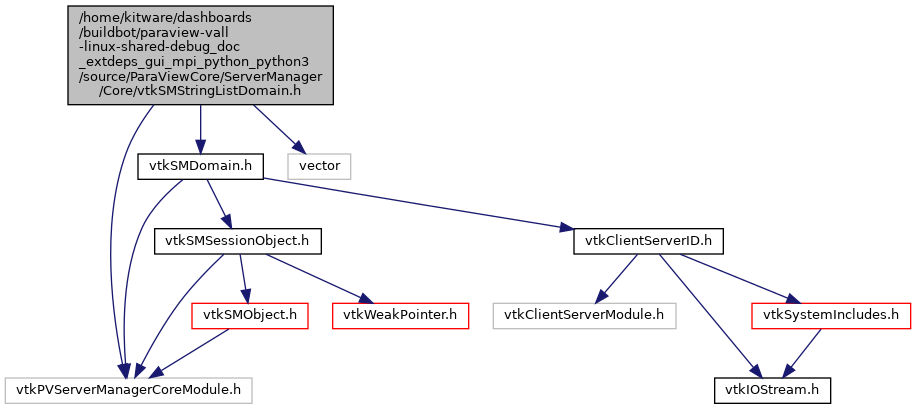 /home/kitware/dashboards
/buildbot/paraview-vall
-linux-shared-debug_doc
_extdeps_gui_mpi_python_python3
/source/ParaViewCore/ServerManager
/Core/vtkSMStringListDomain.h
vtkSMDomain.h
vector
vtkSMSessionObject.h
vtkClientServerID.h
vtkSMObject.h
vtkWeakPointer.h
vtkClientServerModule.h
vtkSystemIncludes.h
vtkPVServerManagerCoreModule.h
vtkIOStream.h